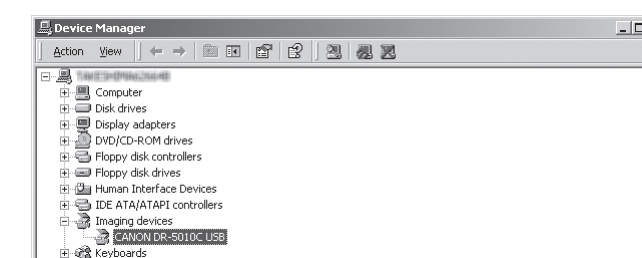 Device Manager
Action View
Computer
Disk drives
Display adapters
DVD/CD-ROM drives
Floppy disk controllers
Floppy disk drives
Human Interface Devices
IDE ATA/ATAPI controllers
Imaging devices
CANON DR-5010C USB
Keyboards